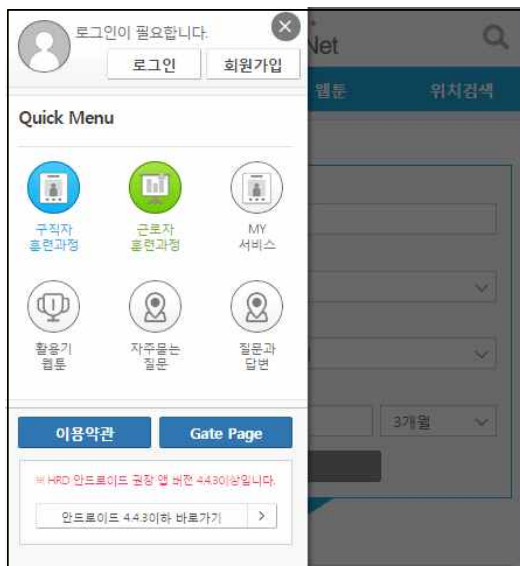 로그인이 필요합니다.
로그인
회원가입
Net
웹툰
위치검색
Quick Menu
구직자
훈련과정
근로자
훈련과정
MY
서비스
활용기
웹툰
자주묻는
질문
질문과
답변
이용약관
Gate Page
3개월
※ HRD 안드로이드 권장 앱 버전 4.4.3이상입니다.
안드로이드 4.4.3이하 바로가기